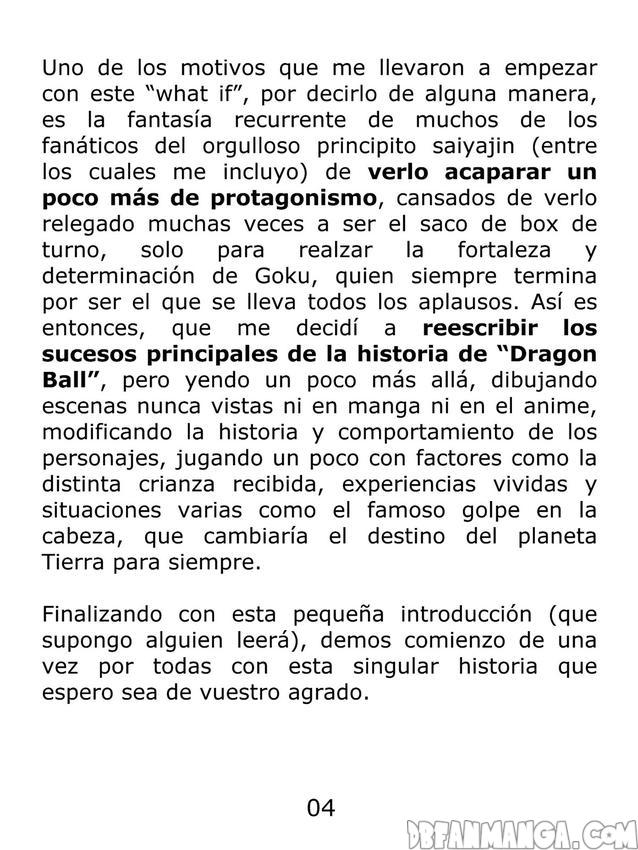 Uno de los motivos que me llevaron a empezar
con este “what if”, por decirlo de alguna manera,
es la fantasía recurrente de muchos de los
fanáticos del orgulloso principito saiyajin (entre
los cuales me incluyo) de verlo acaparar un
poco más de protagonismo, cansados de verlo
relegado muchas veces a ser el saco de box de
turno, solo para realzar la fortaleza y
determinación de Goku, quien siempre termina
por ser el que se lleva todos los aplausos. Así es
entonces, que me decidí a reescribir los
sucesos principales de la historia de “Dragon
Ball”, pero yendo un poco más allá, dibujando
escenas nunca vistas ni en manga ni en el anime,
modificando la historia y comportamiento de los
personajes, jugando un poco con factores como la
distinta crianza recibida, experiencias vividas y
situaciones varias como el famoso golpe en la
cabeza, que cambiaría el destino del planeta
Tierra para siempre.
Finalizando con esta pequeña introducción (que
supongo alguien leerá), demos comienzo de una
vez por todas con esta singular historia que
espero sea de vuestro agrado.
04
DBFANMANGA.COM